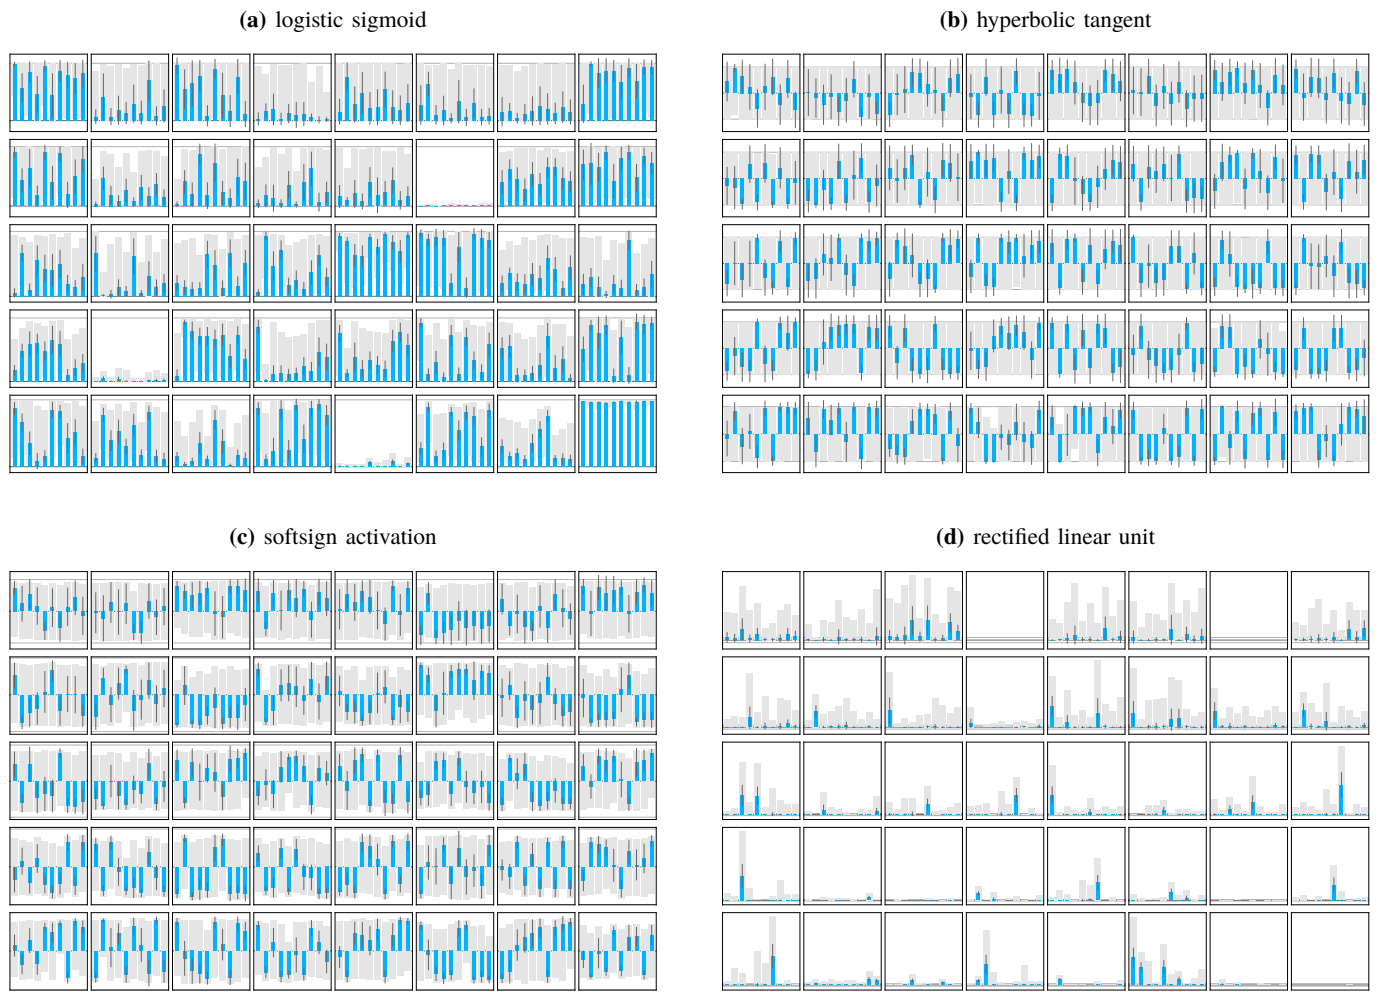 (a) logistic sigmoid
(b) hyperbolic tangent
(c) softsign activation
(d) rectified linear unit